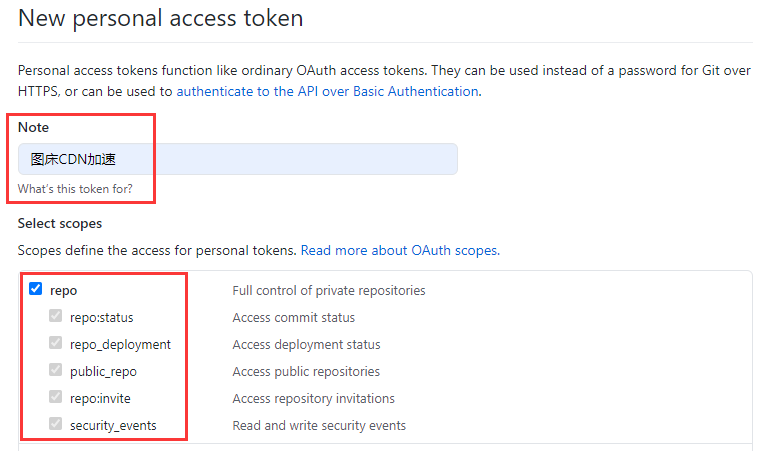 New personal access token
Personal access tokens function like ordinary OAuth access tokens. They can be used instead of a password for Git over
HTTPS, or can be used to authenticate to the API over Basic Authentication.
Note
图床CDN加速
What's this token for?
Select scopes
Scopes define the access for personal tokens. Read more about OAuth scopes.
repo Full control of private repositories
repo:status Access commit status
repo_deployment Access deployment status
public_repo Access public repositories
repo:invite Access repository invitations
security_events Read and write security events